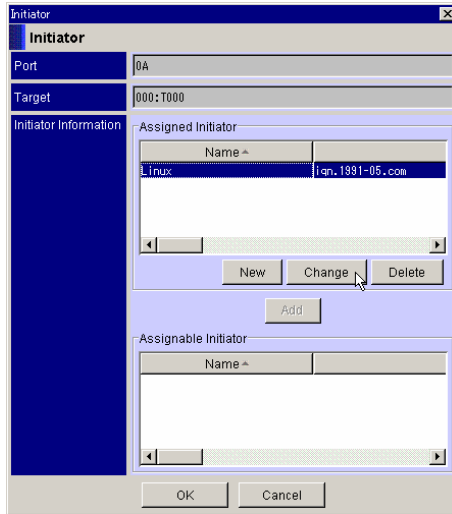 Initiator
Initiator
Port 0A
Target 000:T000
Initiator Information
Assigned Initiator
Name
Linux iqn.1991-05.com
New Change Delete
Add
Assignable Initiator
Name
OK Cancel